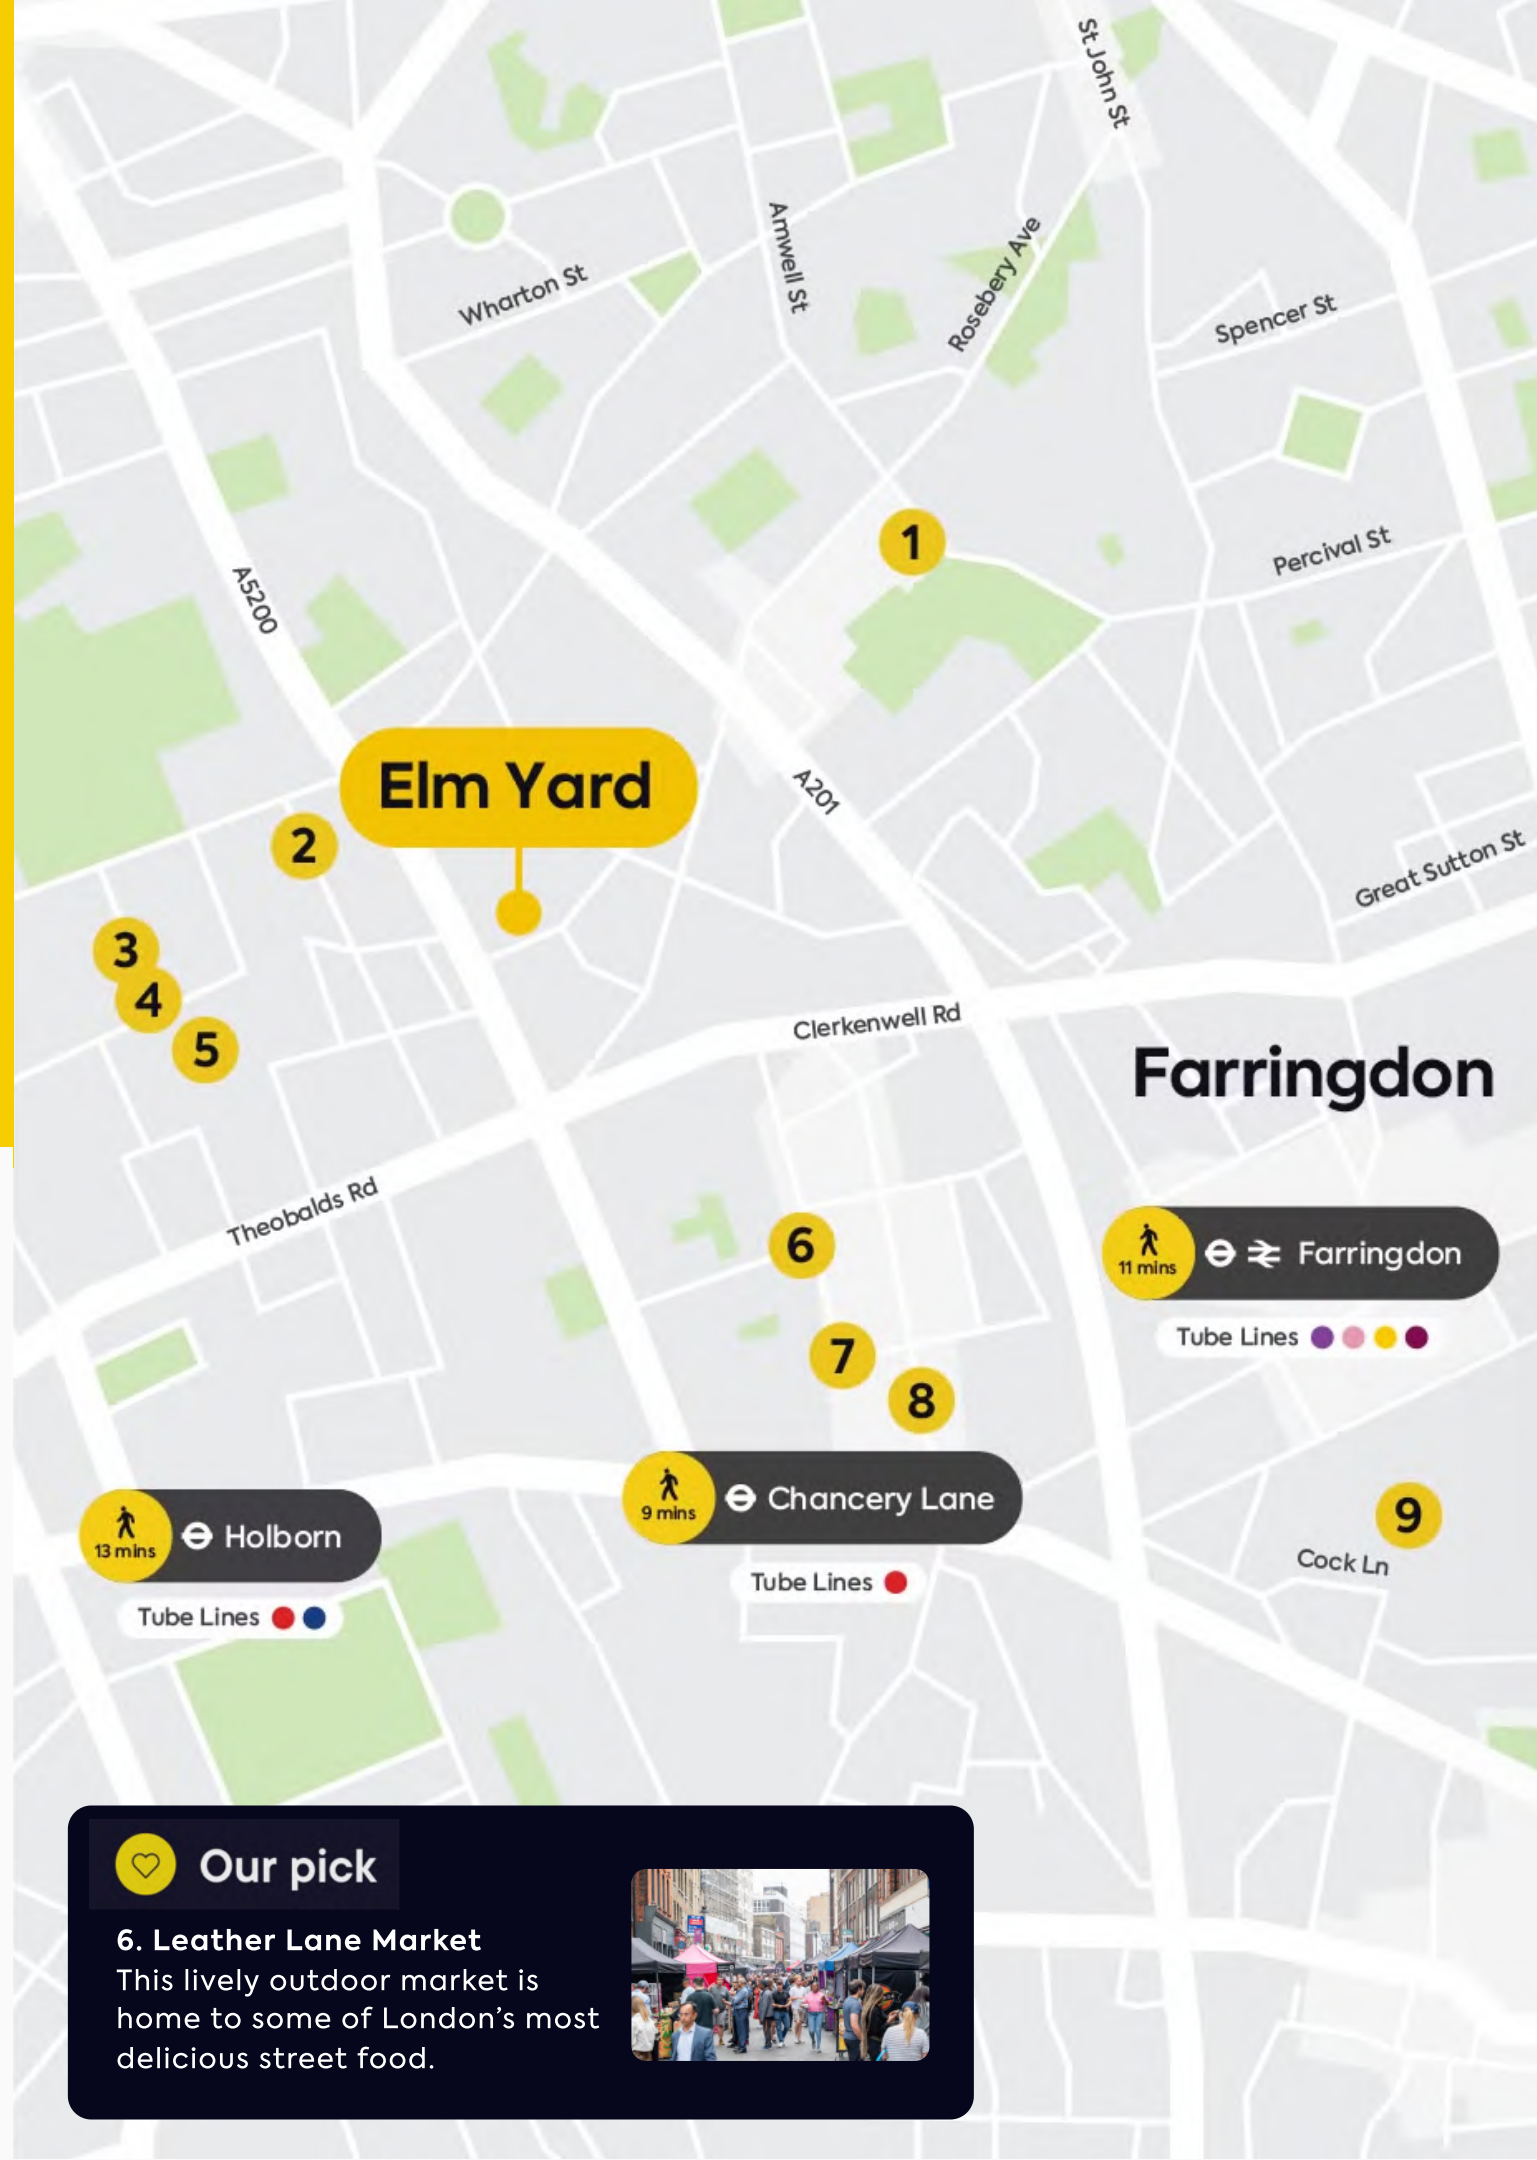 St John St
Amwell St
Rosebery Ave
Wharton St
Spencer St
1
Percival St
A5200
Elm Yard
A201
2
Great Sutton St
3
4
5
Clerkenwell Rd
Farringdon
Theobalds Rd
6
11 mins
Farringdon
Tube Lines
7
8
9 mins
Chancery Lane
13 mins
Holborn
9
Cock Ln
Tube Lines
Tube Lines
Our pick
6. Leather Lane Market
This lively outdoor market is
home to some of London’s most
delicious street food.